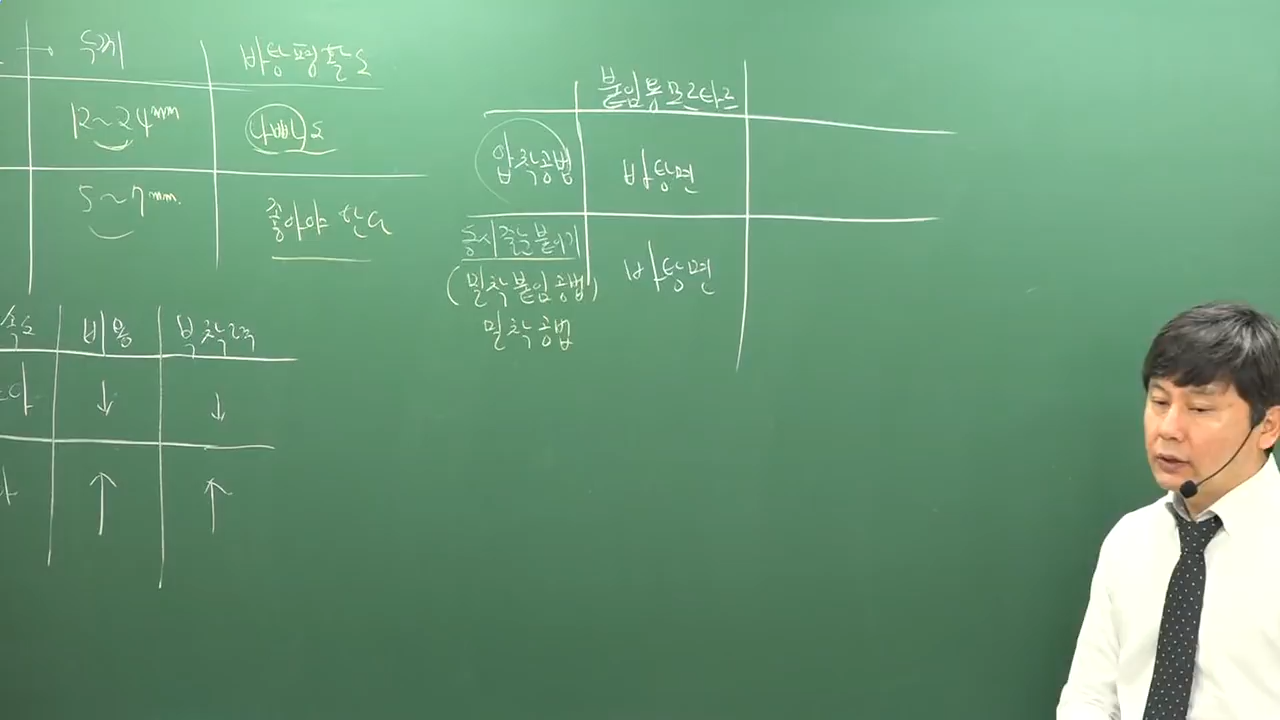 두께 바탕평활도
12~24mm 나빠도
5~7mm 좋아야 한다
속도 비용 부착력
↓ ↓
↑ ↑
붙임용 모르타르
압착공법 바탕면
동시줄눈붙이기 바탕면
(밀착붙임공법)
밀착공법